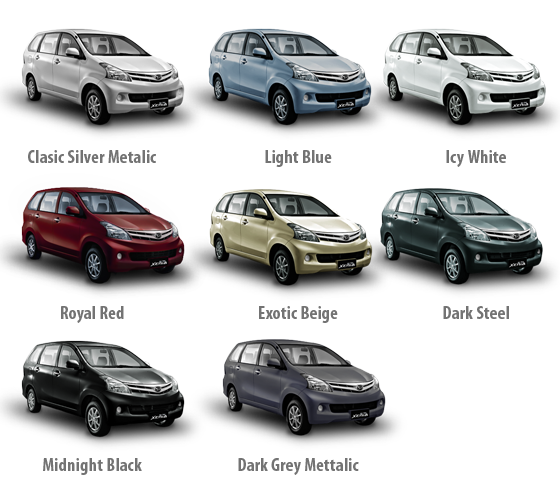 Clasic Silver Metalic
Light Blue
Icy White
Royal Red
Exotic Beige
Dark Steel
Midnight Black
Dark Grey Mettalic